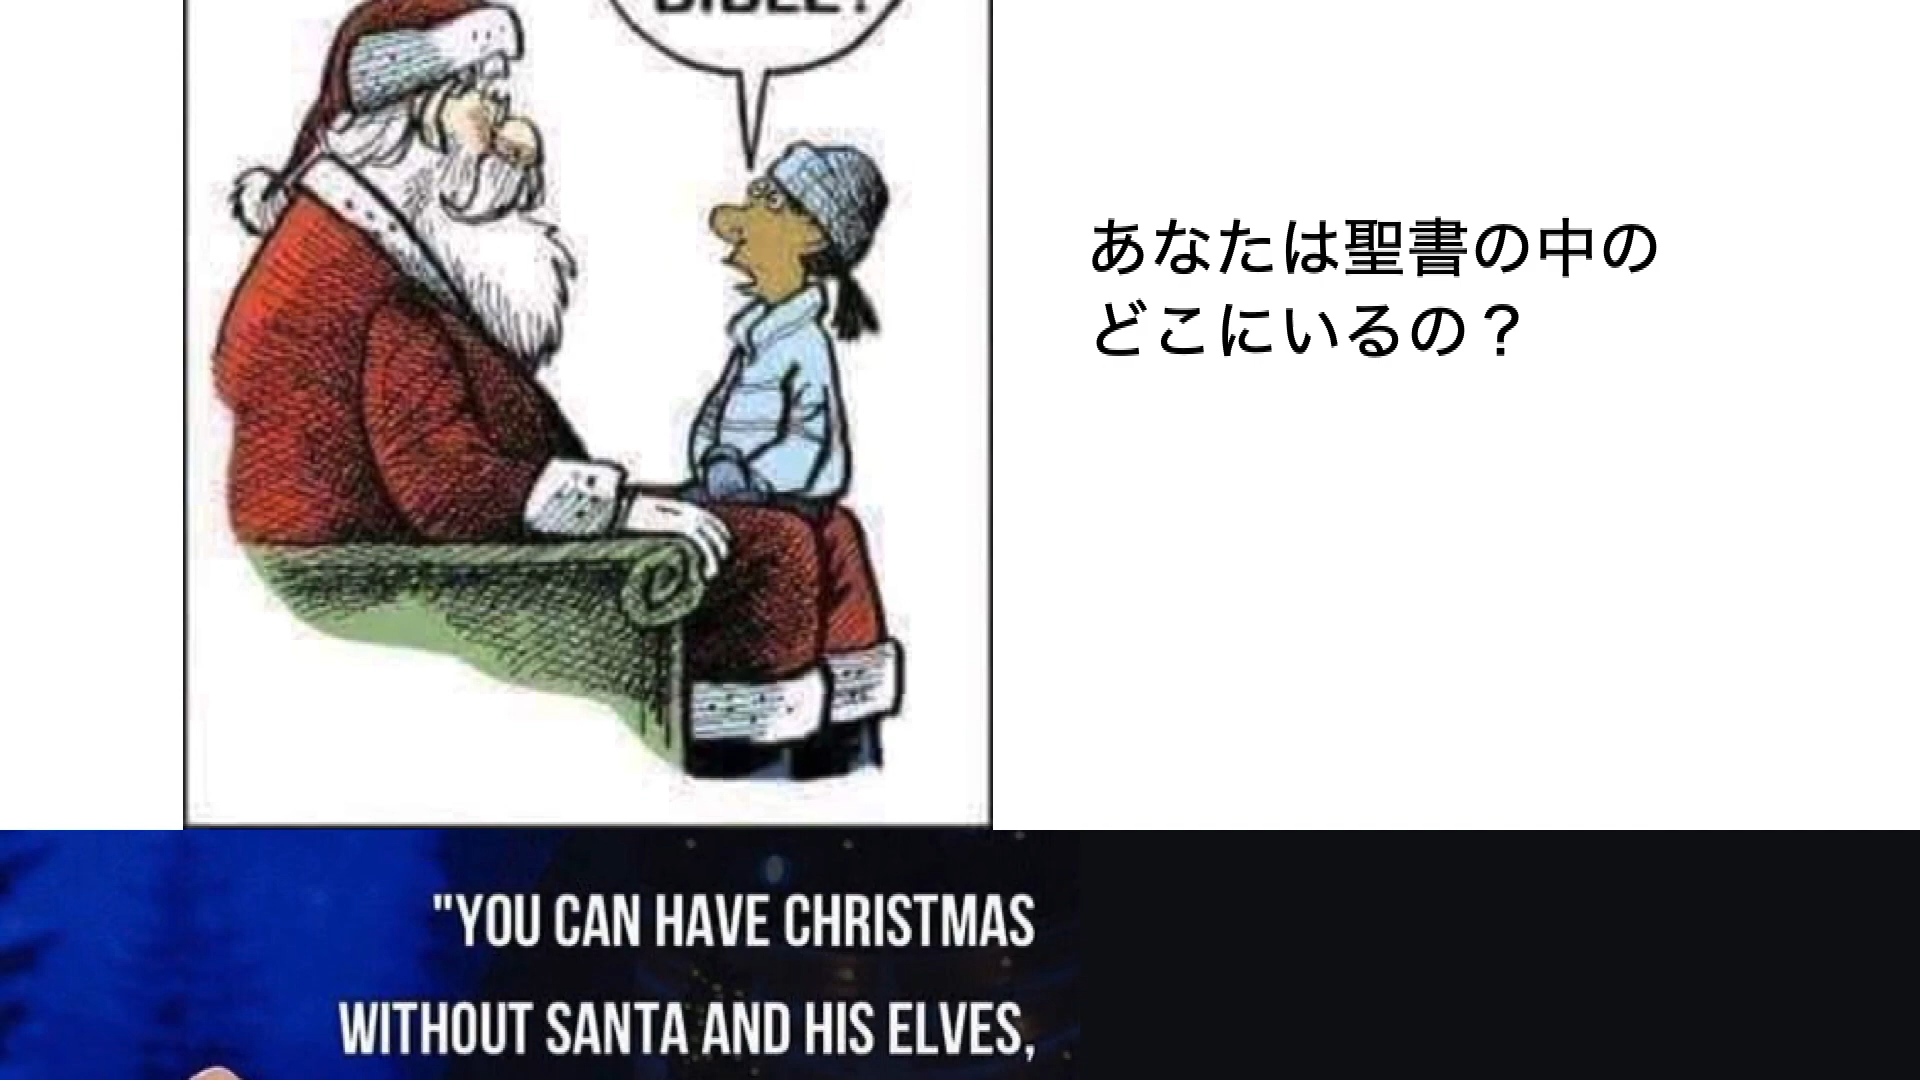 BIBLE?
あなたは聖書の中の
どこにいるの？
"YOU CAN HAVE CHRISTMAS
WITHOUT SANTA AND HIS ELVES,